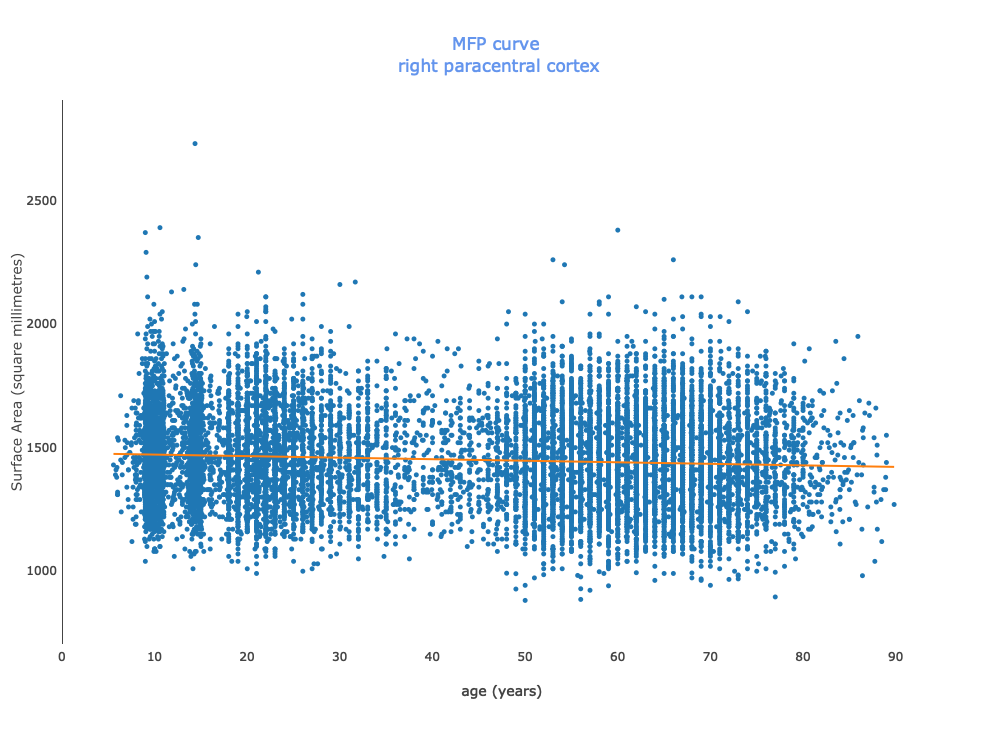 MFP curve
right paracentral cortex
Surface Area (square millimetres)
2500
2000
1500
1000
0 10 20 30 40 50 60 70 80 90
age (years)